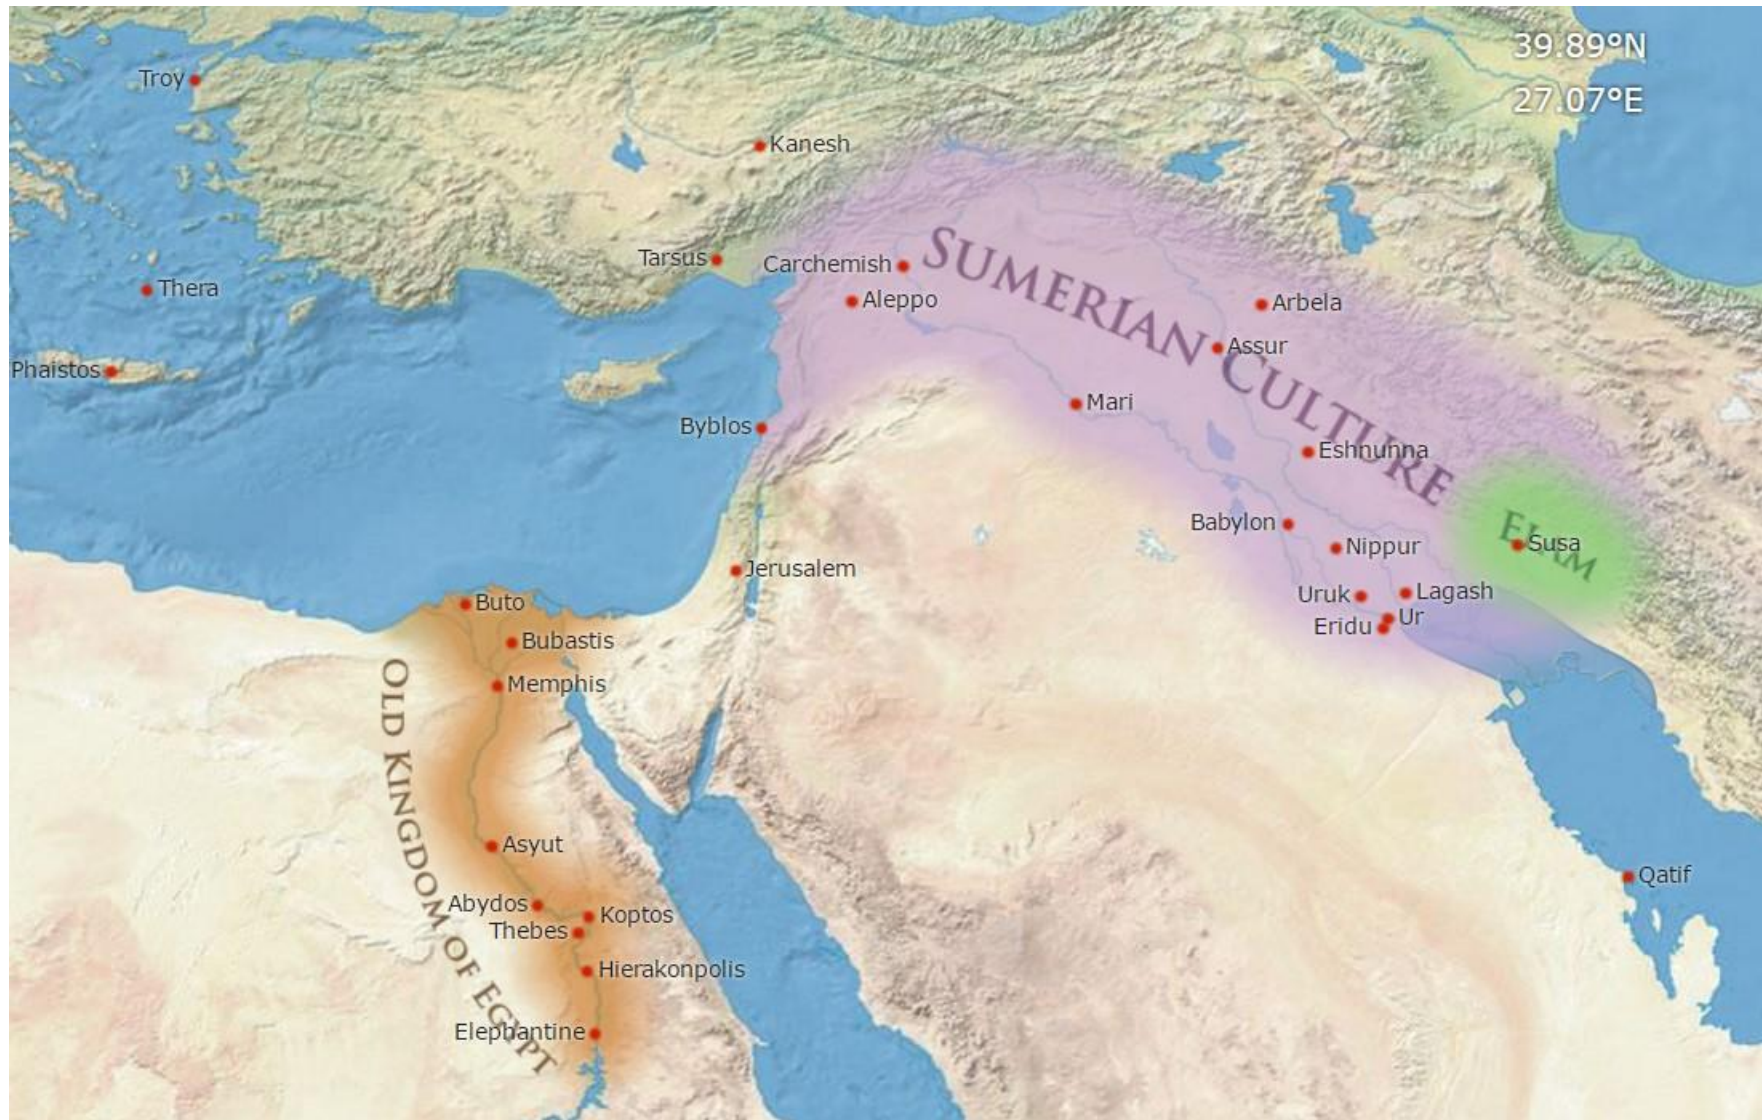 39.89°N
27.07°E
Troy
Kanesh
Tarsus
Carchemish
SUMERIAN CULTURE
Thera
Aleppo
Arbela
Assur
Phaistos
Mari
Byblos
Eshnunna
Babylon
ELAM
Susa
Nippur
Jerusalem
Uruk
Lagash
Buto
Ur
Eridu
Bubastis
Memphis
OLD KINGDOM OF EGYPT
Asyut
Qatif
Abydos
Koptos
Thebes
Hierakonpolis
Elephantine